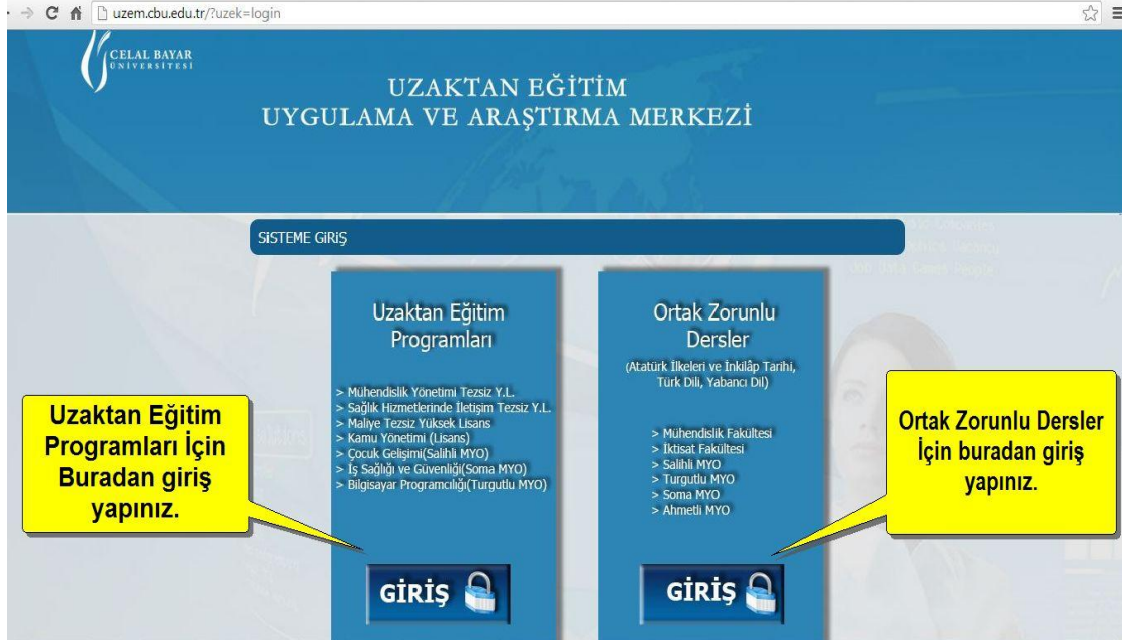 uzem.cbu.edu.tr/?uzek=login
CELAL BAYAR
ÜNİVERSİTESİ
UZAKTAN EĞİTİM
UYGULAMA VE ARAŞTIRMA MERKEZİ
SİSTEME GİRİŞ
Uzaktan Eğitim
Programları
> Mühendislik Yönetimi Tezsiz Y.L.
> Sağlık Hizmetlerinde İletişim Tezsiz Y.L.
> Maliye Tezsiz Yüksek Lisans
> Kamu Yönetimi (Lisans)
> Çocuk Gelişimi(Salihli MYO)
> İş Sağlığı ve Güvenliği(Soma MYO)
> Bilgisayar Programcılığı(Turgutlu MYO)
GİRİŞ
Ortak Zorunlu
Dersler
(Atatürk İlkeleri ve İnkilâp Tarihi,
Türk Dili, Yabancı Dil)
> Mühendislik Fakültesi
> İktisat Fakültesi
> Salihli MYO
> Turgutlu MYO
> Soma MYO
> Ahmetli MYO
GİRİŞ
Uzaktan Eğitim
Programları İçin
Buradan giriş
yapınız.
Ortak Zorunlu Dersler
İçin buradan giriş
yapınız.